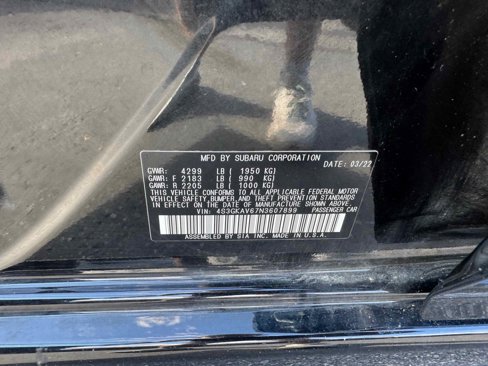 MFD BY SUBARU CORPORATION
DATE: 03/22
GVWR: 4299 LB ( 1950 KG)
GAWR: F 2183 LB ( 990 KG)
GAWR: R 2205 LB ( 1000 KG)
THIS VEHICLE CONFORMS TO ALL APPLICABLE FEDERAL MOTOR
VEHICLE SAFETY,BUMPER,AND THEFT PREVENTION STANDARDS
IN EFFECT ON THE DATE OF MANUFACTURE SHOWN ABOVE.
VIN: 4S3GKAV67N3607899 PASSENGER CAR
ASSEMBLED BY SIA INC. MADE IN U.S.A.